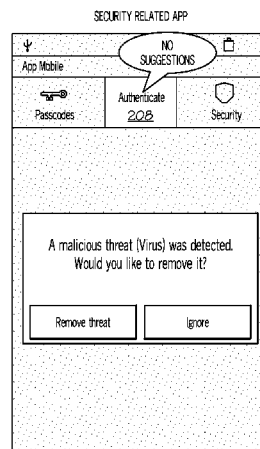 SECURITY RELATED APP
NO
SUGGESTIONS
App Mobile
Passcodes
Authenticate
208
Security
A malicious threat (Virus) was detected.
Would you like to remove it?
Remove threat
Ignore